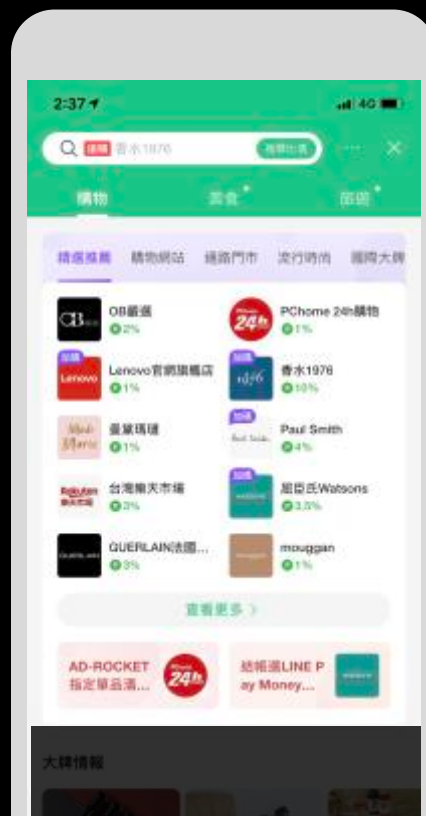 2:37
4G
香水1976
購物
美食
旅遊
精選推薦 購物網站 通路門市 流行時尚 國際大牌
OB嚴選
2%
PChome 24h購物
1%
Lenovo官網旗艦店
1%
香水1976
10%
曼黛瑪璉
1%
Paul Smith
4%
台灣樂天市場
3%
屈臣氏Watsons
3.5%
GUERLAIN法國...
3%
mouggan
1%
查看更多
AD-ROCKET
指定單品滿...
24h
結帳選LINE P
ay Money...
大牌情報